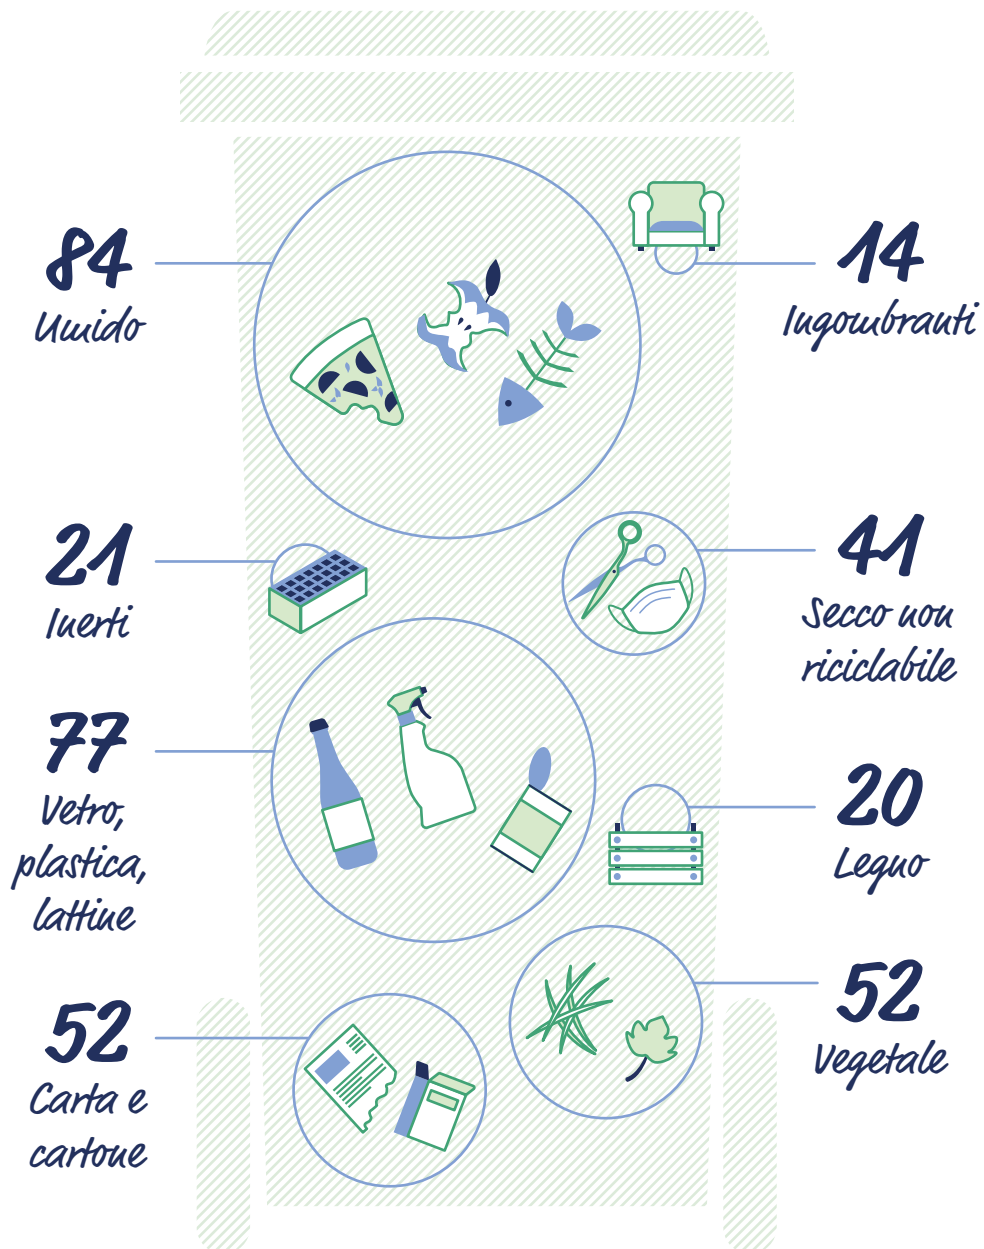 84
Umido
14
Ingombranti
21
Inerti
41
Secco non
riciclabile
77
Vetro,
plastica,
lattine
20
Legno
52
Carta e
cartone
52
Vegetale